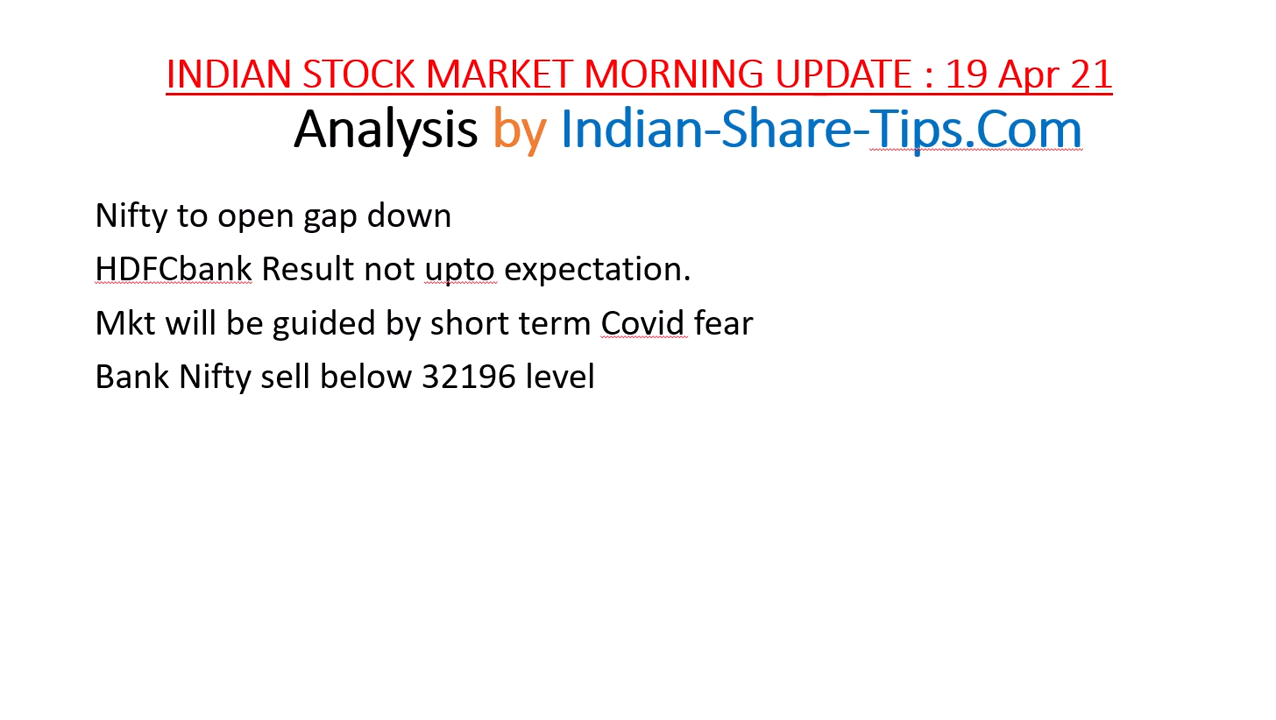 INDIAN STOCK MARKET MORNING UPDATE : 19 Apr 21
Analysis by Indian-Share-Tips.Com
Nifty to open gap down
HDFCbank Result not upto expectation.
Mkt will be guided by short term Covid fear
Bank Nifty sell below 32196 level